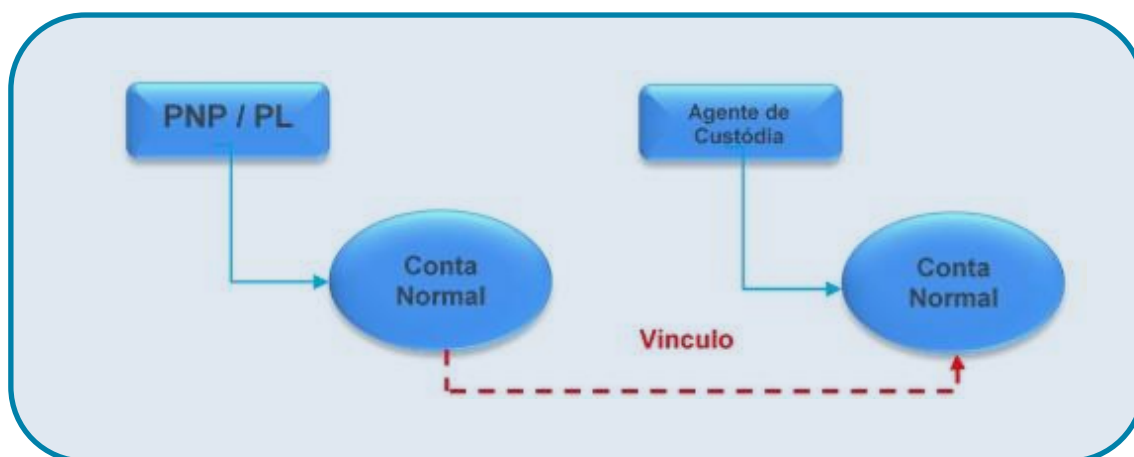 PNP / PL
Agente de
Custódia
Conta
Normal
Conta
Normal
Vinculo